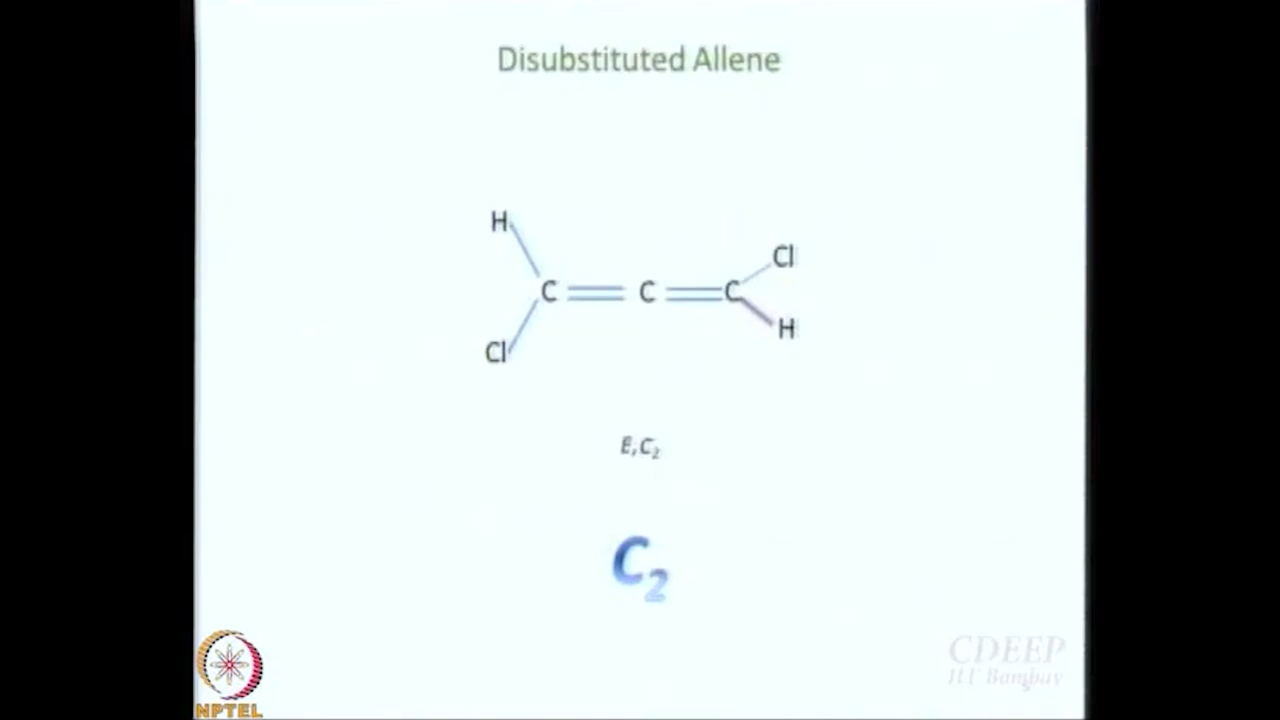 Disubstituted Allene
H
Cl
C C C
Cl
H
E,C₂
C₂
CDEEP
IIT Bombay
NPTEL